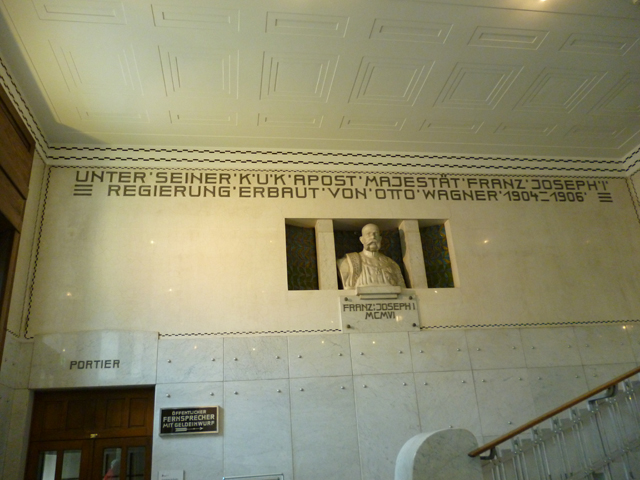 UNTER·SEINER·K·U·K·APOST·MAJESTÄT·FRANZ·JOSEPH·I
REGIERUNG·ERBAUT·VON·OTTO·WAGNER·1904–1906·
FRANZ·JOSEPH I
MCMVI
PORTIER
ÖFFENTLICHER
FERNSPRECHER
MIT GELDEINWURF